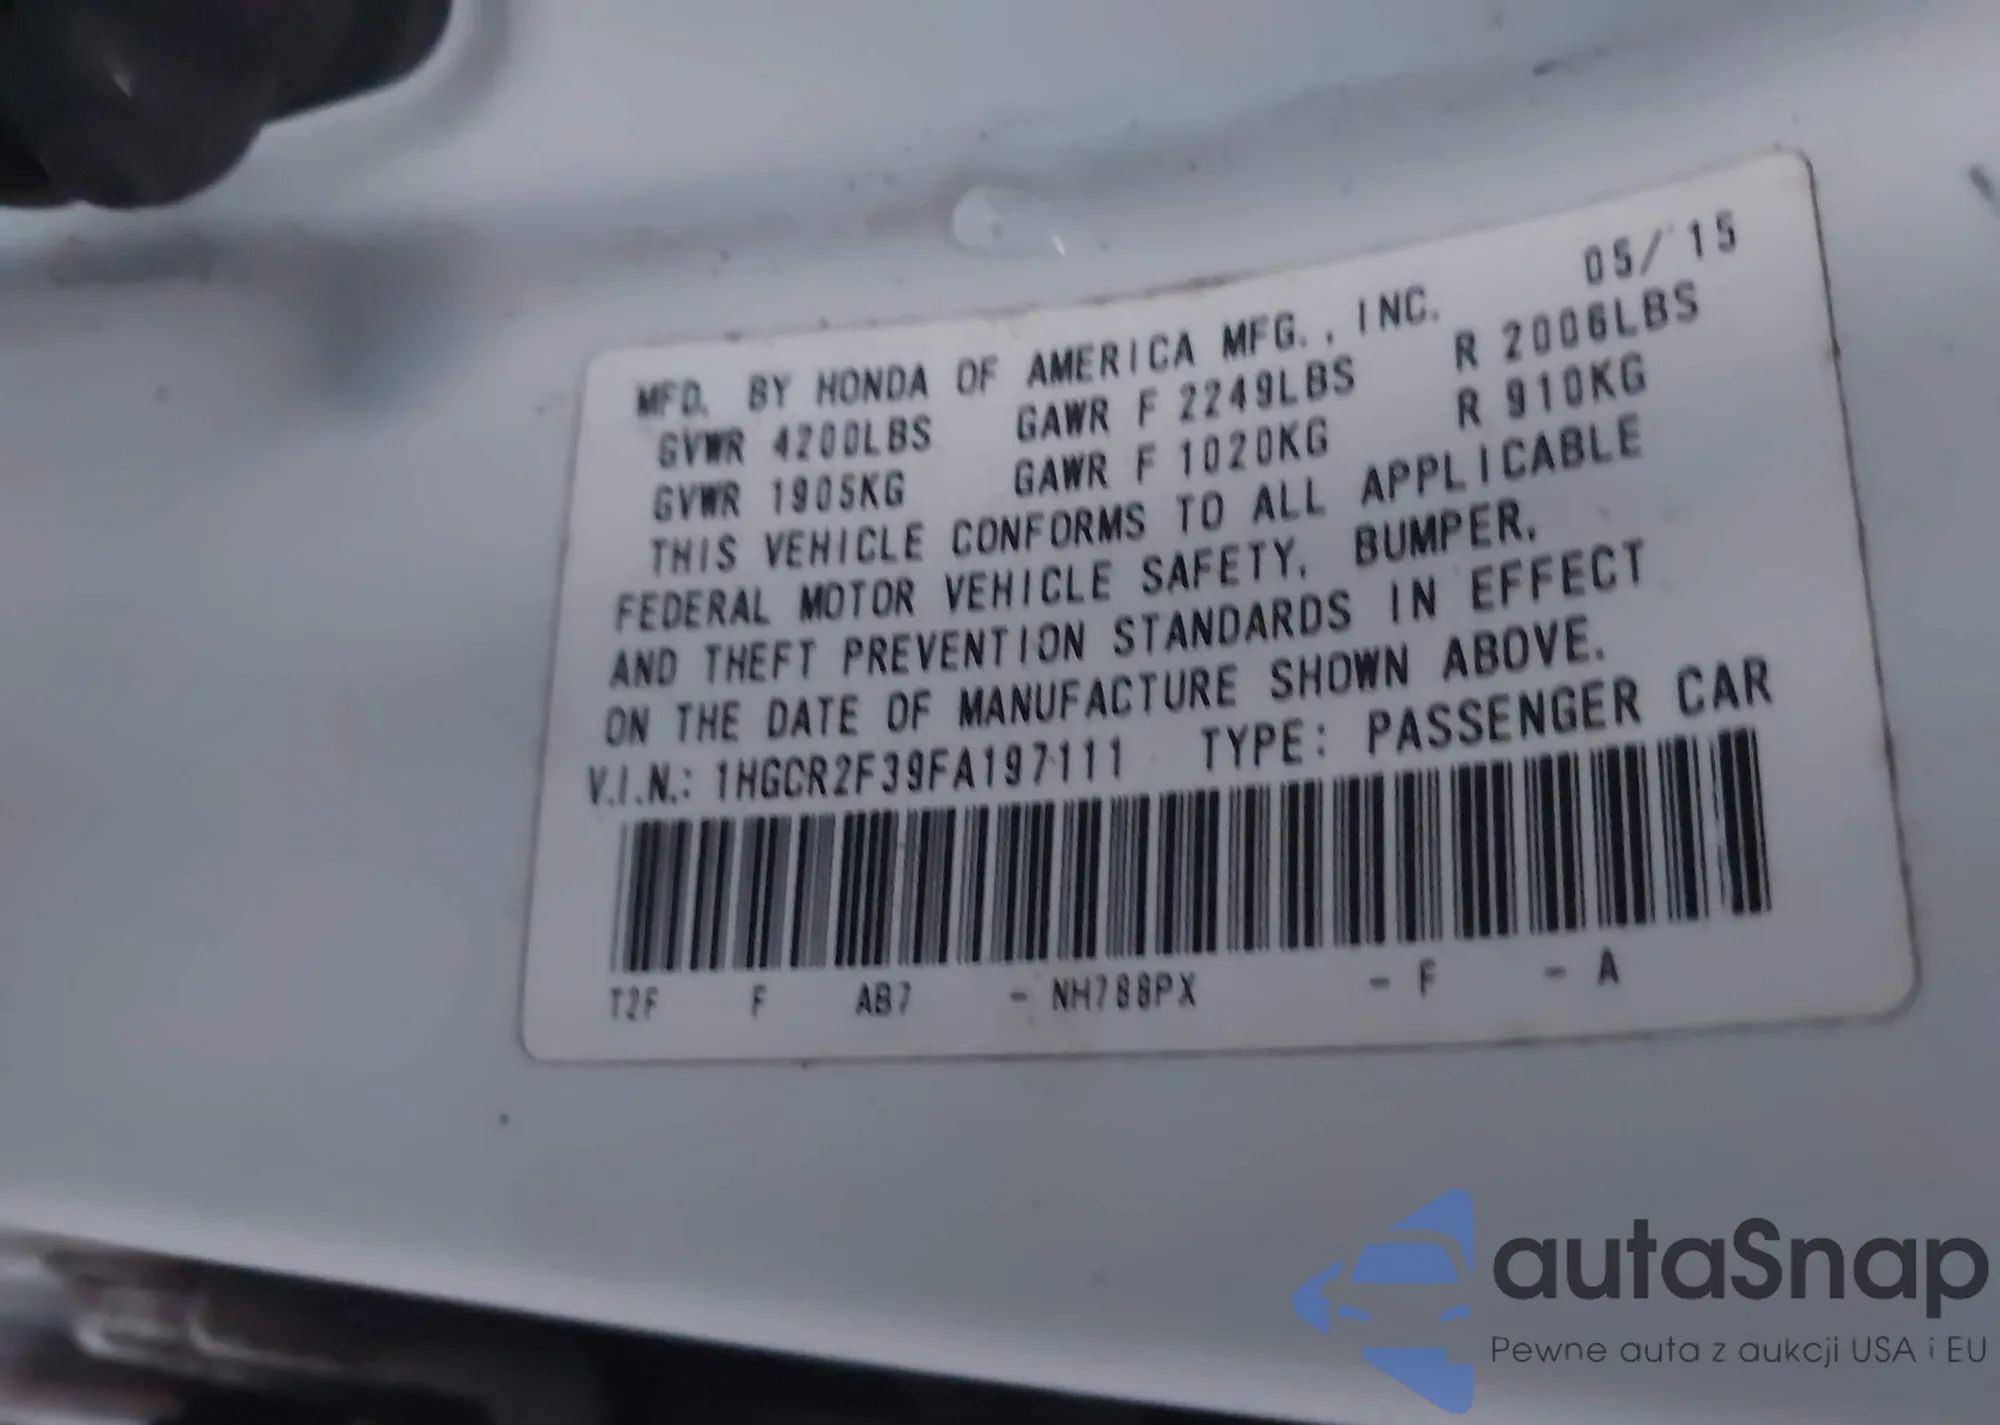 05/'15
MFD. BY HONDA OF AMERICA MFG., INC.
GVWR 4200LBS GAWR F 2249LBS R 2006LBS
GVWR 1905KG GAWR F 1020KG R 910KG
THIS VEHICLE CONFORMS TO ALL APPLICABLE
FEDERAL MOTOR VEHICLE SAFETY, BUMPER,
AND THEFT PREVENTION STANDARDS IN EFFECT
ON THE DATE OF MANUFACTURE SHOWN ABOVE.
V.I.N.: 1HGCR2F39FA197111 TYPE: PASSENGER CAR
T2F F AB7 - NH788PX - F - A
autaSnap
Pewne auta z aukcji USA i EU